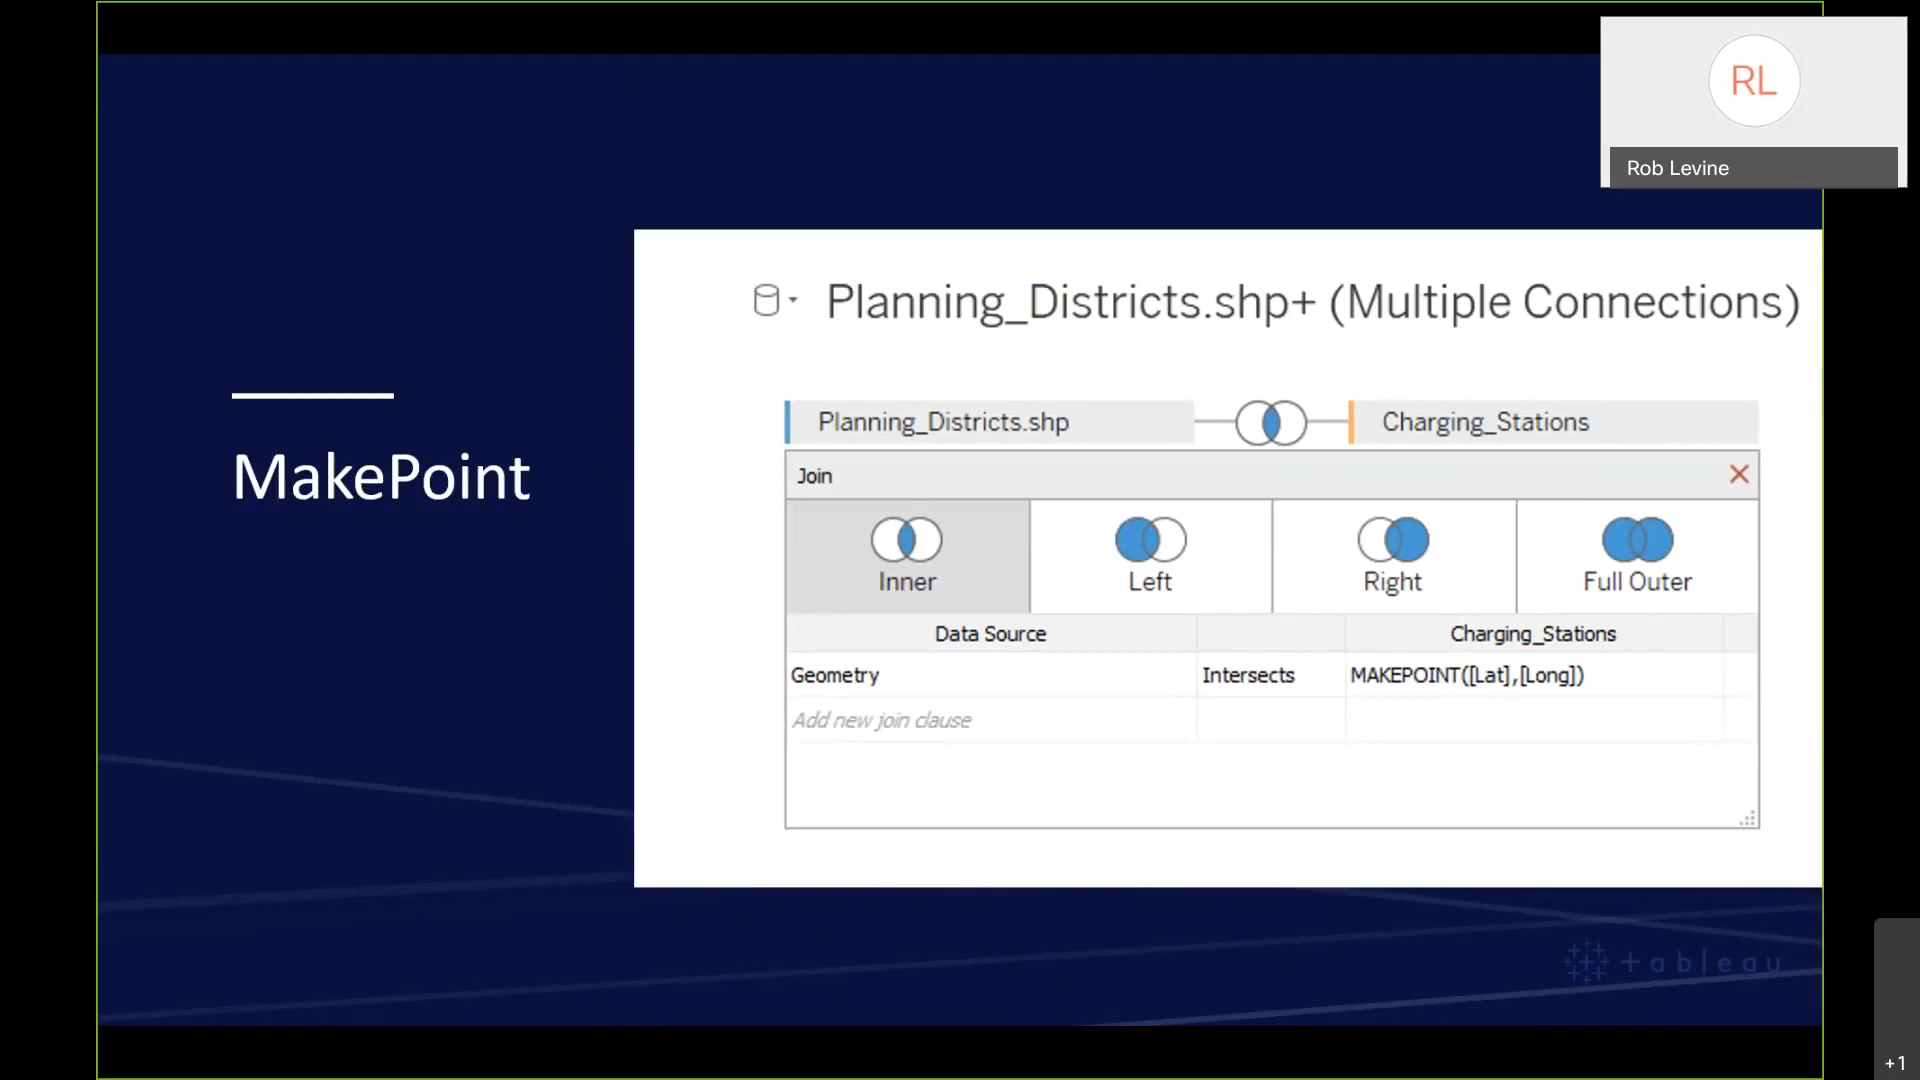 RL
Rob Levine
MakePoint
Planning_Districts.shp+ (Multiple Connections)
Planning_Districts.shp
Charging_Stations
Join
Inner
Left
Right
Full Outer
Data Source
Charging_Stations
Geometry
Intersects
MAKEPOINT([Lat],[Long])
Add new join clause
+ableau
+1